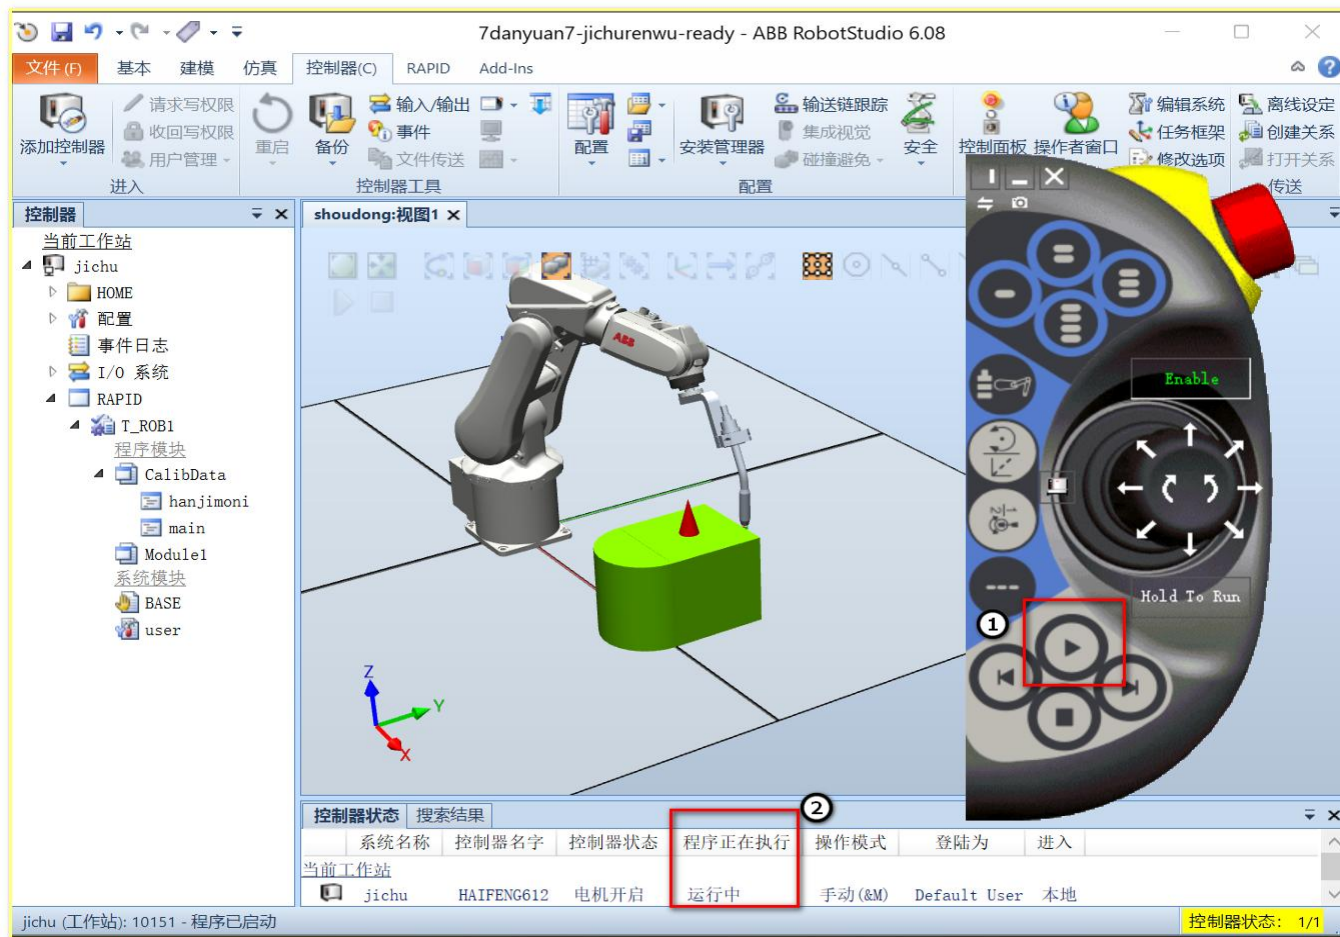 7danyuan7-jichurenwu-ready - ABB RobotStudio 6.08
文件(F) 基本 建模 仿真 控制器(C) RAPID Add-Ins
请求写权限 输入/输出 输送链跟踪 编辑系统 离线设定
收回写权限 事件 集成视觉 任务框架 创建关系
添加控制器 重启 备份 配置 安装管理器 安全 控制面板 操作者窗口
用户管理 文件传送 碰撞避免 修改选项 打开关系
进入 控制器工具 配置 传送
控制器
当前工作站
jichu
HOME
配置
事件日志
I/O 系统
RAPID
T_ROB1
程序模块
CalibData
hanjimoni
main
Module1
系统模块
BASE
user
shoudong:视图1
ABB
Z
Y
X
Enable
Hold To Run
1
2
控制器状态 搜索结果
系统名称 控制器名字 控制器状态 程序正在执行 操作模式 登陆为 进入
当前工作站
jichu HAIFENG612 电机开启 运行中 手动(&M) Default User 本地
jichu (工作站): 10151 - 程序已启动 控制器状态: 1/1